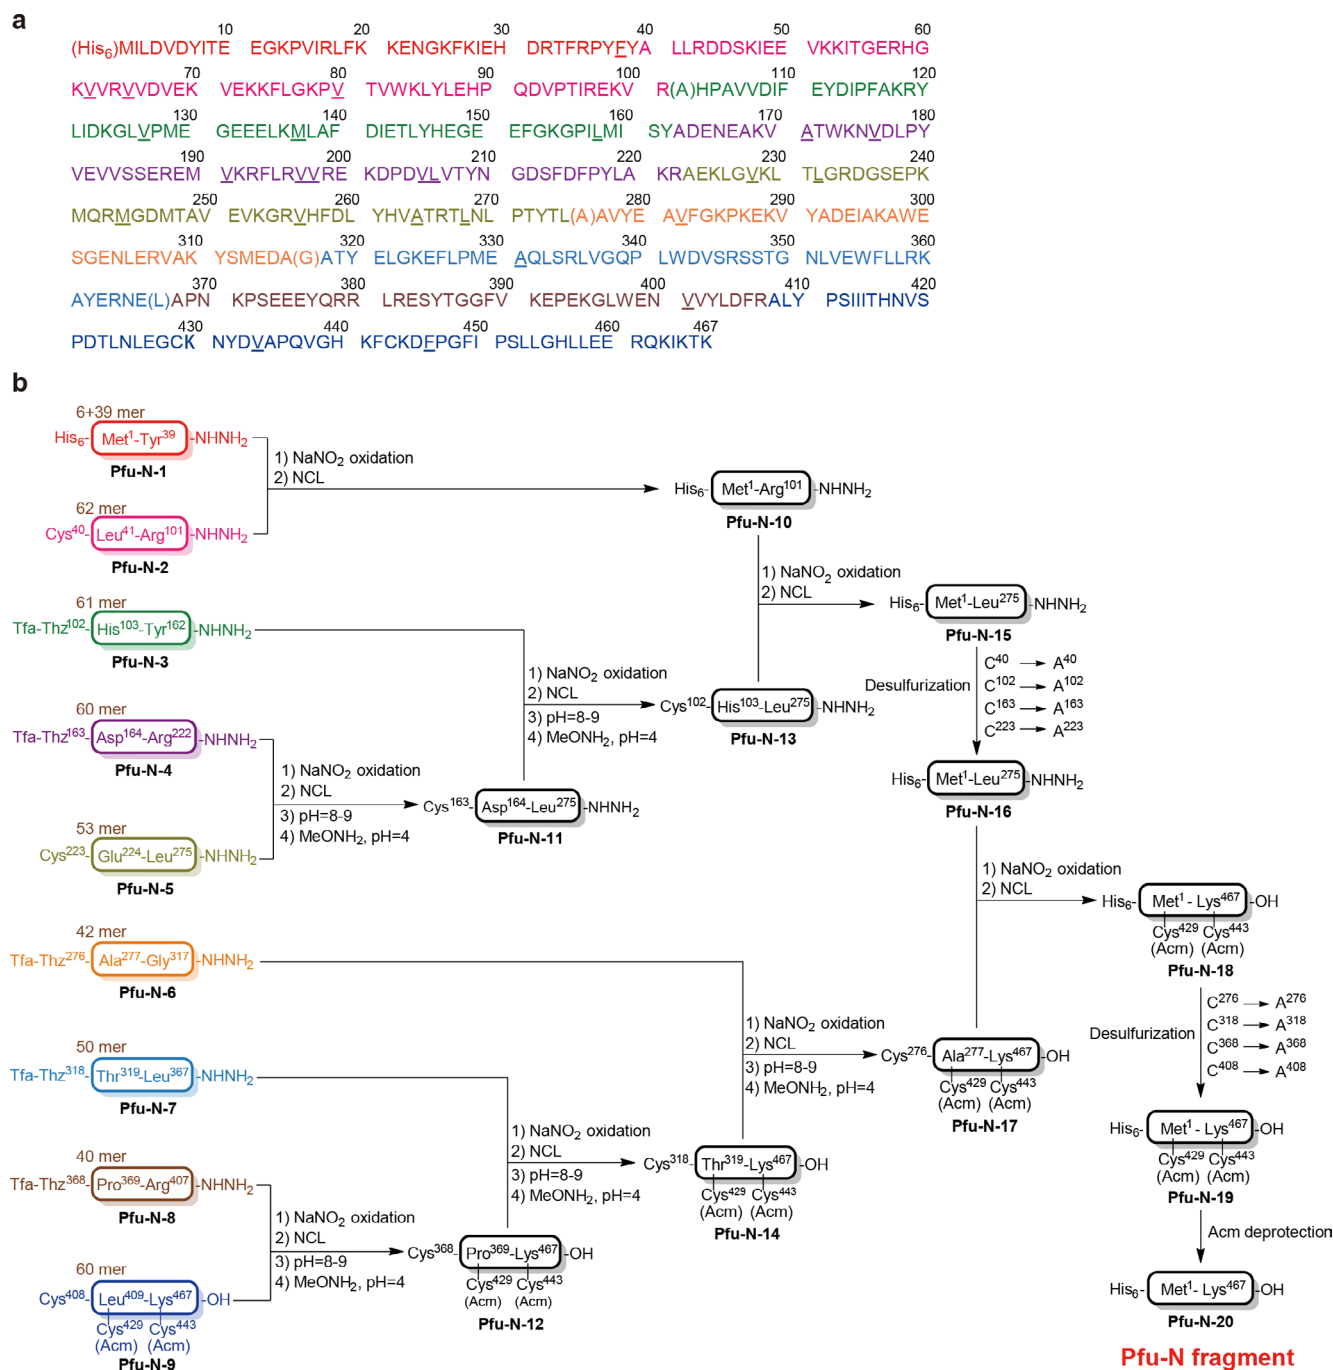 a
10 20 30 40 50 60
(His6)MILDVDYITE EGKPVIRLFK KENGKFKIEH DRTFRPYFYA LLRDDSKIEE VKKITGERHG
70 80 90 100 110 120
KVVRVVDVEK VEKKFLGKPV TVWKLYLEHP QDVPTIREKV R(A)HPAVVDIF EYDIPFAKRY
130 140 150 160 170 180
LIDKGLVPME GEEELKMLAF DIETLYHEGE EFGKGPILMI SYADENEAKV ATWKNVDLPY
190 200 210 220 230 240
VEVVSSEREM VKRFLRVVRE KDPDVLVTYN GDSFDFPYLA KRAEKLGVKL TLGRDGSEPK
250 260 270 280 290 300
MQRMGDMTAV EVKGRVHFDL YHVATRTLNL PTYTL(A)AVYE AVFGKPKEKV YADEIAKAWE
310 320 330 340 350 360
SGENLERVAK YSMEDA(G)ATY ELGKEFLPME AQLSRLVGQP LWDVSRSSTG NLVEWFLLRK
370 380 390 400 410 420
AYERNE(L)APN KPSEEEYQRR LRESYTGGFV KEPEKGLWEN VVYLDFRALY PSIIITHNVS
430 440 450 460 467
PDTLNLEGCK NYDVAPQVGH KFCKDFPGFI PSLLGHLLEE RQKIKTK
b
6+39 mer
His6- Met1-Tyr39 -NHNH2
Pfu-N-1
1) NaNO2 oxidation
2) NCL
His6- Met1-Arg101 -NHNH2
Pfu-N-10
62 mer
Cys40- Leu41-Arg101 -NHNH2
Pfu-N-2
1) NaNO2 oxidation
2) NCL
His6- Met1-Leu275 -NHNH2
Pfu-N-15
61 mer
Tfa-Thz102- His103-Tyr162 -NHNH2
Pfu-N-3
1) NaNO2 oxidation
2) NCL
3) pH=8-9
4) MeONH2, pH=4
Cys102- His103-Leu275 -NHNH2
Pfu-N-13
Desulfurization
C40 A40
C102 A102
C163 A163
C223 A223
60 mer
Tfa-Thz163- Asp164-Arg222 -NHNH2
Pfu-N-4
1) NaNO2 oxidation
2) NCL
3) pH=8-9
4) MeONH2, pH=4
Cys163- Asp164-Leu275 -NHNH2
Pfu-N-11
His6- Met1-Leu275 -NHNH2
Pfu-N-16
53 mer
Cys223- Glu224-Leu275 -NHNH2
Pfu-N-5
1) NaNO2 oxidation
2) NCL
His6- Met1- Lys467 -OH
Cys429 Cys443
(Acm) (Acm)
Pfu-N-18
42 mer
Tfa-Thz276- Ala277-Gly317 -NHNH2
Pfu-N-6
1) NaNO2 oxidation
2) NCL
3) pH=8-9
4) MeONH2, pH=4
Cys276- Ala277-Lys467 -OH
Cys429 Cys443
(Acm) (Acm)
Pfu-N-17
Desulfurization
C276 A276
C318 A318
C368 A368
C408 A408
50 mer
Tfa-Thz318- Thr319-Leu367 -NHNH2
Pfu-N-7
1) NaNO2 oxidation
2) NCL
3) pH=8-9
4) MeONH2, pH=4
Cys318- Thr319-Lys467 -OH
Cys429 Cys443
(Acm) (Acm)
Pfu-N-14
His6- Met1- Lys467 -OH
Cys429 Cys443
(Acm) (Acm)
Pfu-N-19
40 mer
Tfa-Thz368- Pro369-Arg407 -NHNH2
Pfu-N-8
1) NaNO2 oxidation
2) NCL
3) pH=8-9
4) MeONH2, pH=4
Cys368- Pro369-Lys467 -OH
Cys429 Cys443
(Acm) (Acm)
Pfu-N-12
Acm deprotection
60 mer
Cys408- Leu409-Lys467 -OH
Cys429 Cys443
(Acm) (Acm)
Pfu-N-9
His6- Met1- Lys467 -OH
Pfu-N-20
Pfu-N fragment